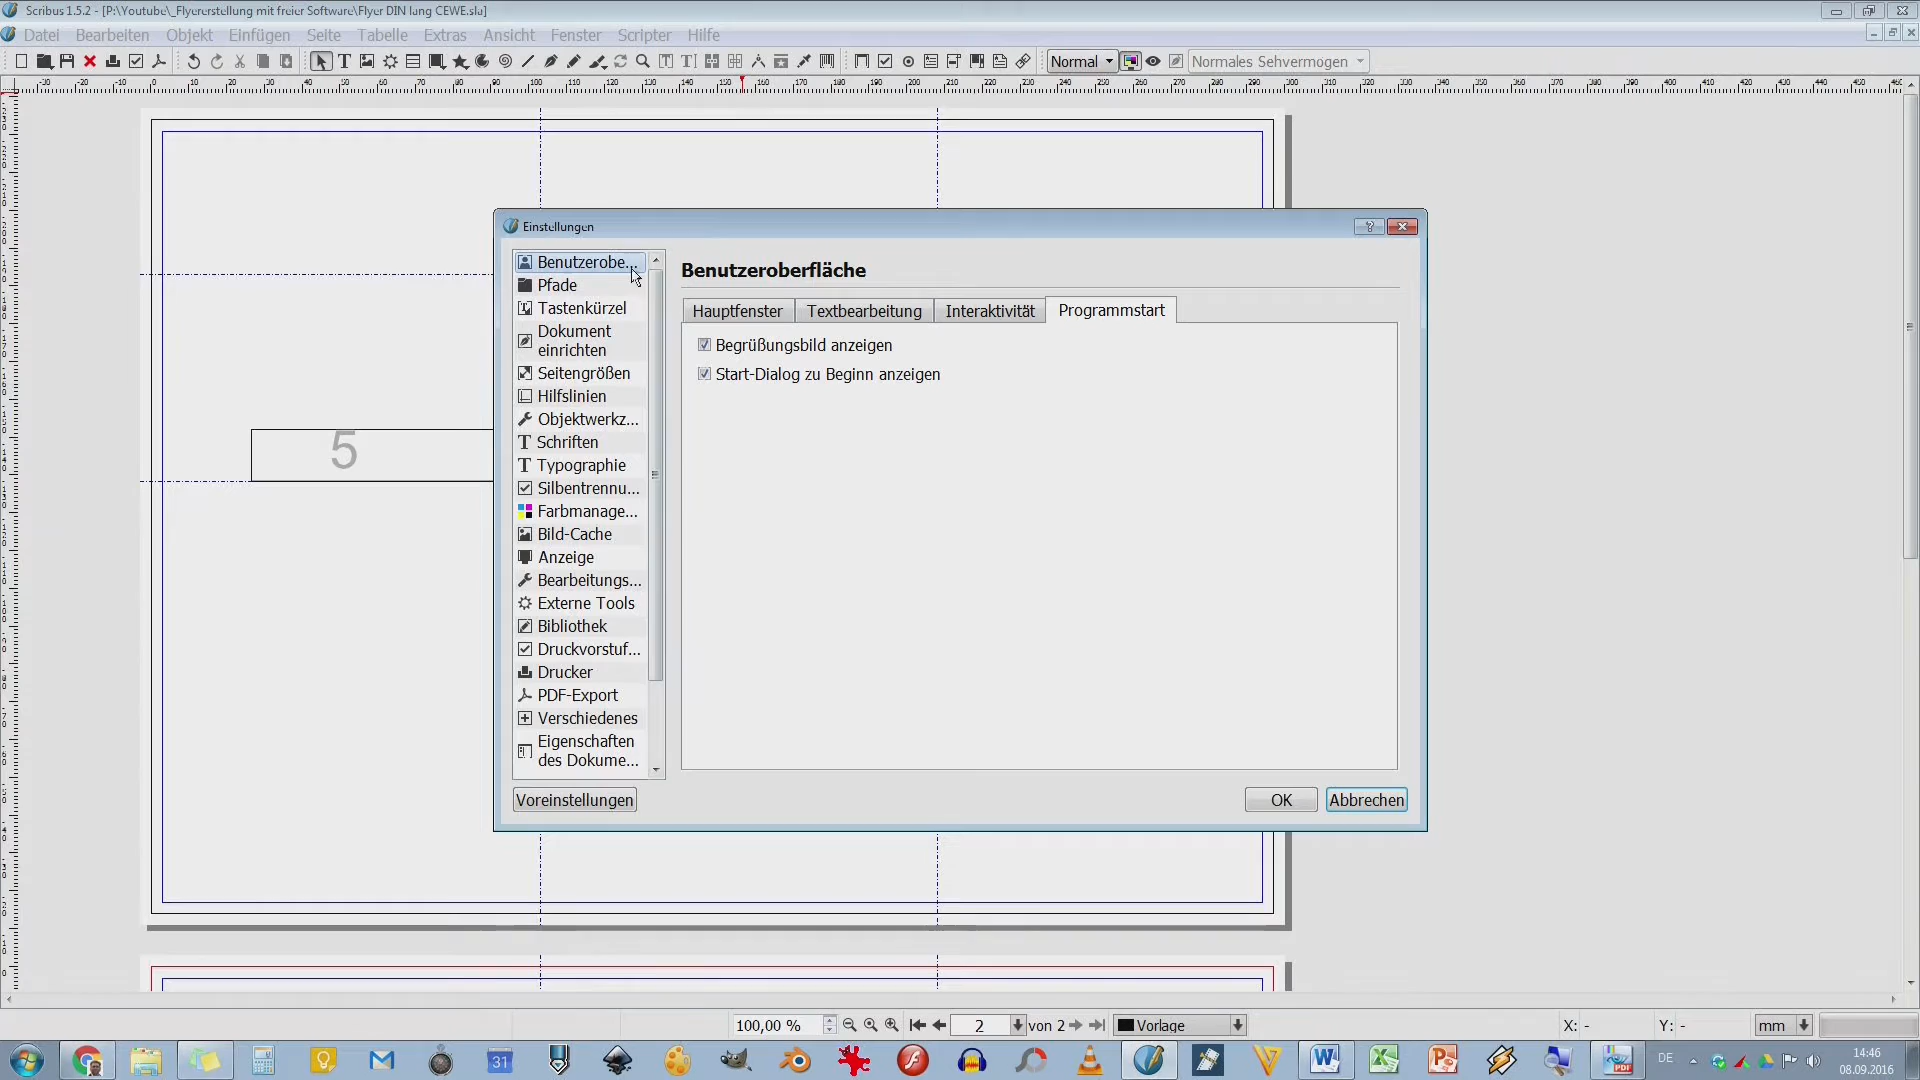 Scribus 1.5.2 - [P:\Youtube\_Flyererstellung mit freier Software\Flyer DIN lang CEWE.sla]
Datei Bearbeiten Objekt Einfügen Seite Tabelle Extras Ansicht Fenster Scripter Hilfe
Normal Normales Sehvermogen
5
Einstellungen
Benutzerobe...
Pfade
Tastenkürzel
Dokument
einrichten
Seitengrößen
Hilfslinien
Objektwerkz...
Schriften
Typographie
Silbentrennu...
Farbmanage...
Bild-Cache
Anzeige
Bearbeitungs...
Externe Tools
Bibliothek
Druckvorstuf...
Drucker
PDF-Export
Verschiedenes
Eigenschaften
des Dokume...
Benutzeroberfläche
Hauptfenster Textbearbeitung Interaktivität Programmstart
Begrüßungsbild anzeigen
Start-Dialog zu Beginn anzeigen
Voreinstellungen OK Abbrechen
100,00 % 2 von 2 Vorlage X: - Y: - mm
31 DE 14:46
08.09.2016